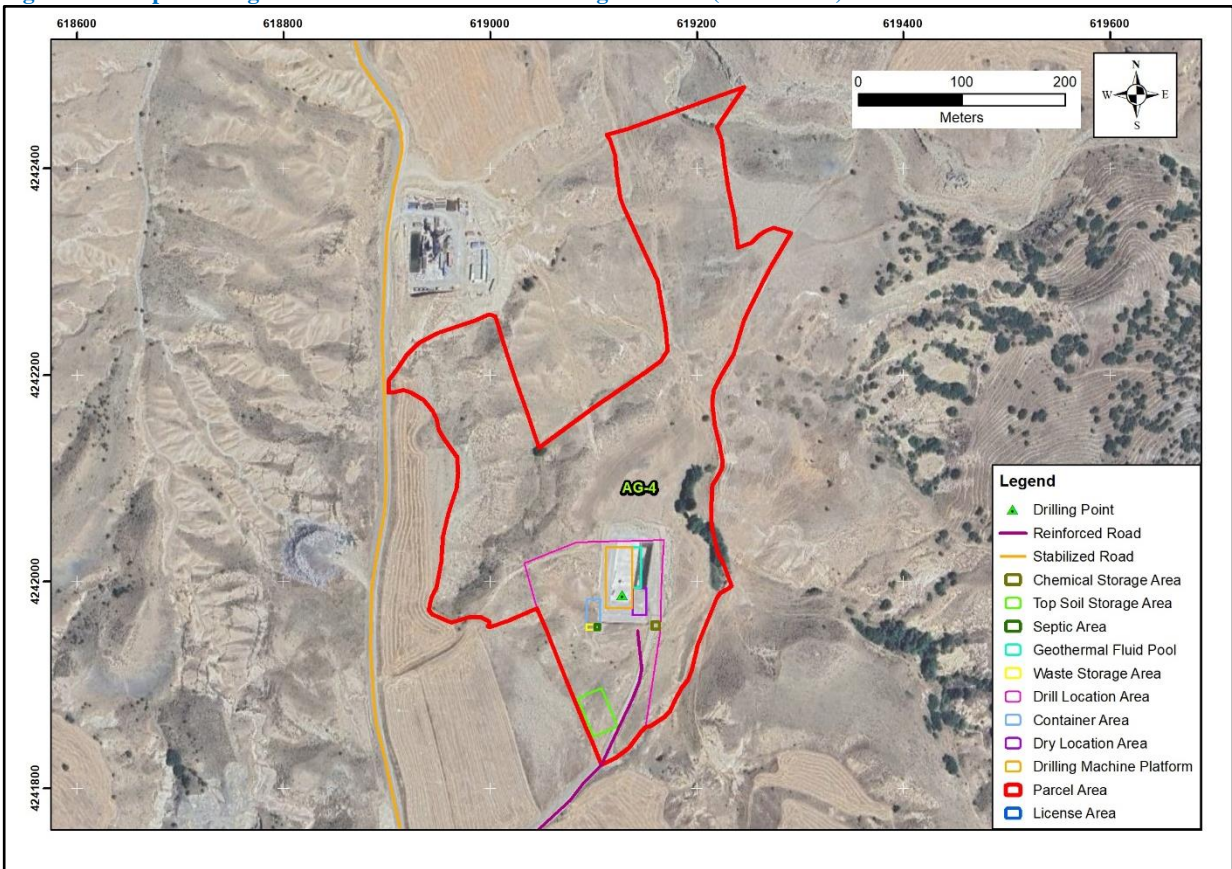 618600 618800 619000 619200 619400 619600
0 100 200
Meters
N
W E
S
4242400
4242200
4242000
4241800
AG-4
Legend
Drilling Point
Reinforced Road
Stabilized Road
Chemical Storage Area
Top Soil Storage Area
Septic Area
Geothermal Fluid Pool
Waste Storage Area
Drill Location Area
Container Area
Dry Location Area
Drilling Machine Platform
Parcel Area
License Area